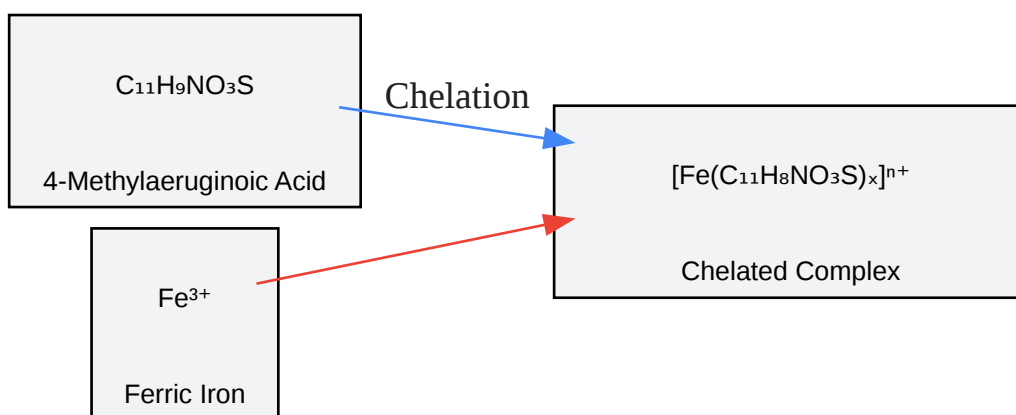 C₁₁H₉NO₃S
4-Methylaeruginoic Acid
Chelation
Fe³⁺
Ferric Iron
[Fe(C₁₁H₈NO₃S)ₓ]ⁿ⁺
Chelated Complex